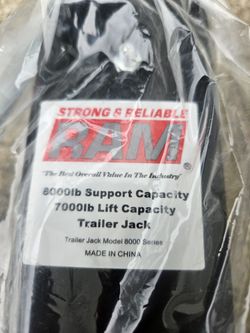 STRONG & RELIABLE
RAM®
"The Best Overall Value In The Industry"
8000lb Support Capacity
7000lb Lift Capacity
Trailer Jack
Trailer Jack Model 8000 Series
MADE IN CHINA